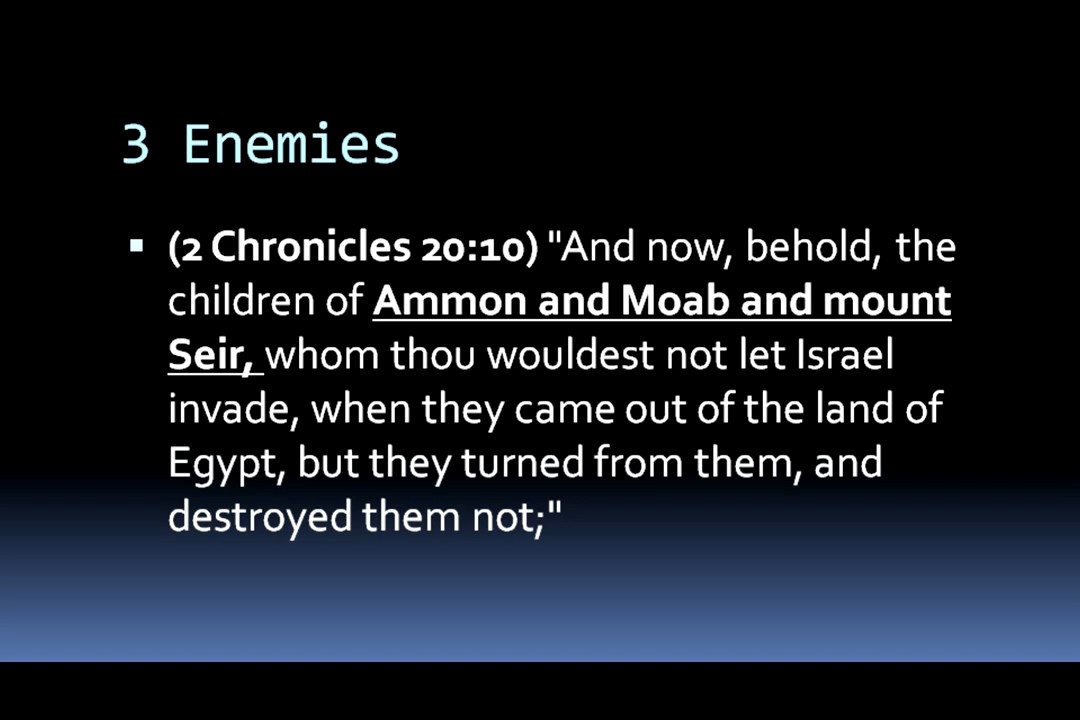 3 Enemies
▪ (2 Chronicles 20:10) "And now, behold, the
children of Ammon and Moab and mount
Seir, whom thou wouldest not let Israel
invade, when they came out of the land of
Egypt, but they turned from them, and
destroyed them not;"